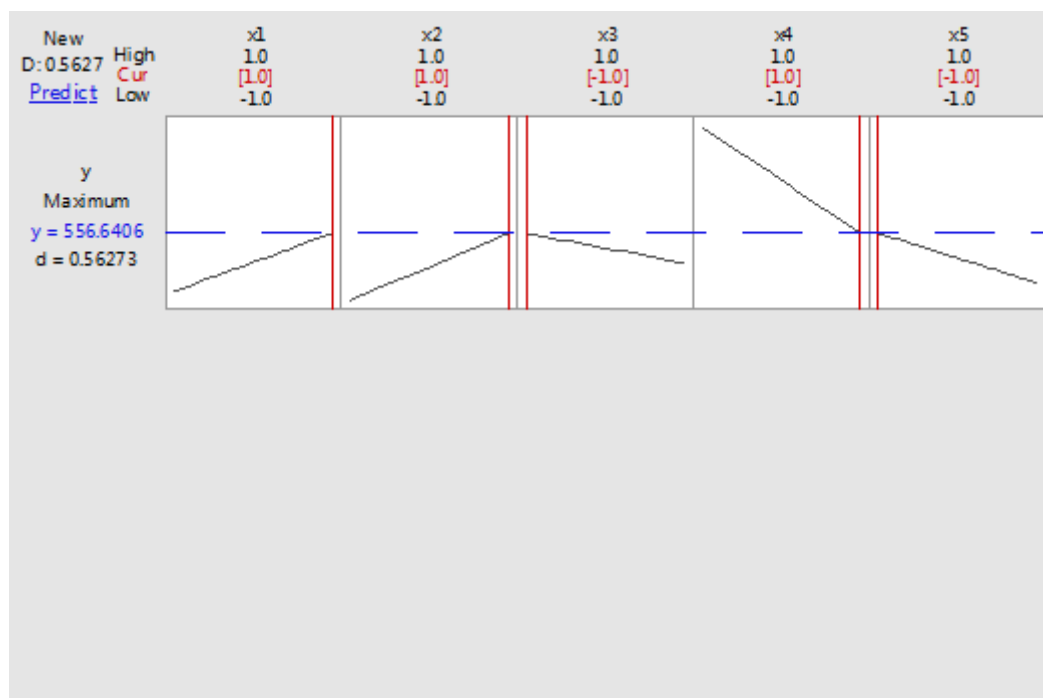 New
D: 0.5627
Predict
High
Cur
Low
x1
1.0
[1.0]
-1.0
x2
1.0
[1.0]
-1.0
x3
1.0
[-1.0]
-1.0
x4
1.0
[1.0]
-1.0
x5
1.0
[-1.0]
-1.0
y
Maximum
y = 556.6406
d = 0.56273